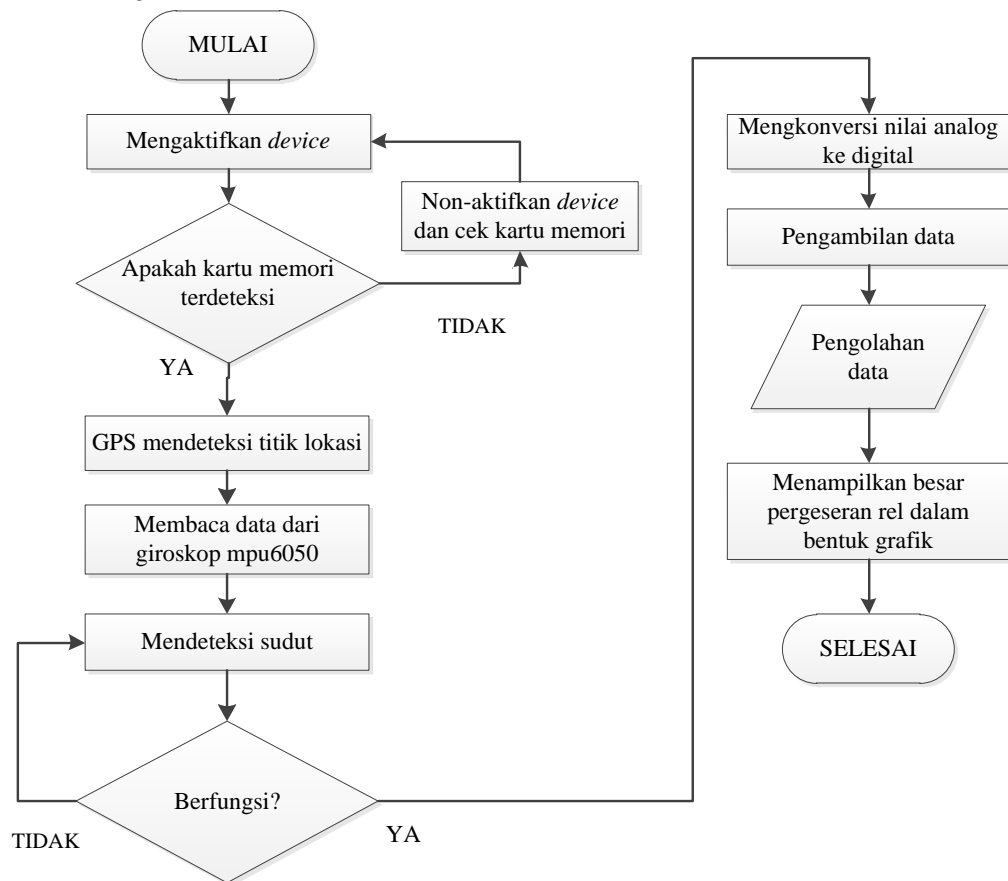 MULAI
Mengaktifkan device
Non-aktifkan device
dan cek kartu memori
Apakah kartu memori
terdeteksi
TIDAK
YA
GPS mendeteksi titik lokasi
Membaca data dari
giroskop mpu6050
Mendeteksi sudut
Berfungsi?
TIDAK
YA
Mengkonversi nilai analog
ke digital
Pengambilan data
Pengolahan
data
Menampilkan besar
pergeseran rel dalam
bentuk grafik
SELESAI